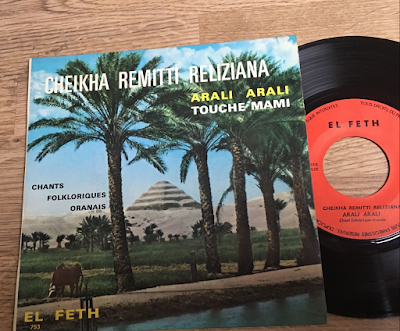 CHEIKHA REMITTI RELIZIANA
ARALI ARALI
TOUCHE MAMI
CHANTS
FOLKLORIQUES
ORANAIS
EL FETH
793
EL FETH
CHEIKHA REMITTI RELIZIANA
ARALI ARALI